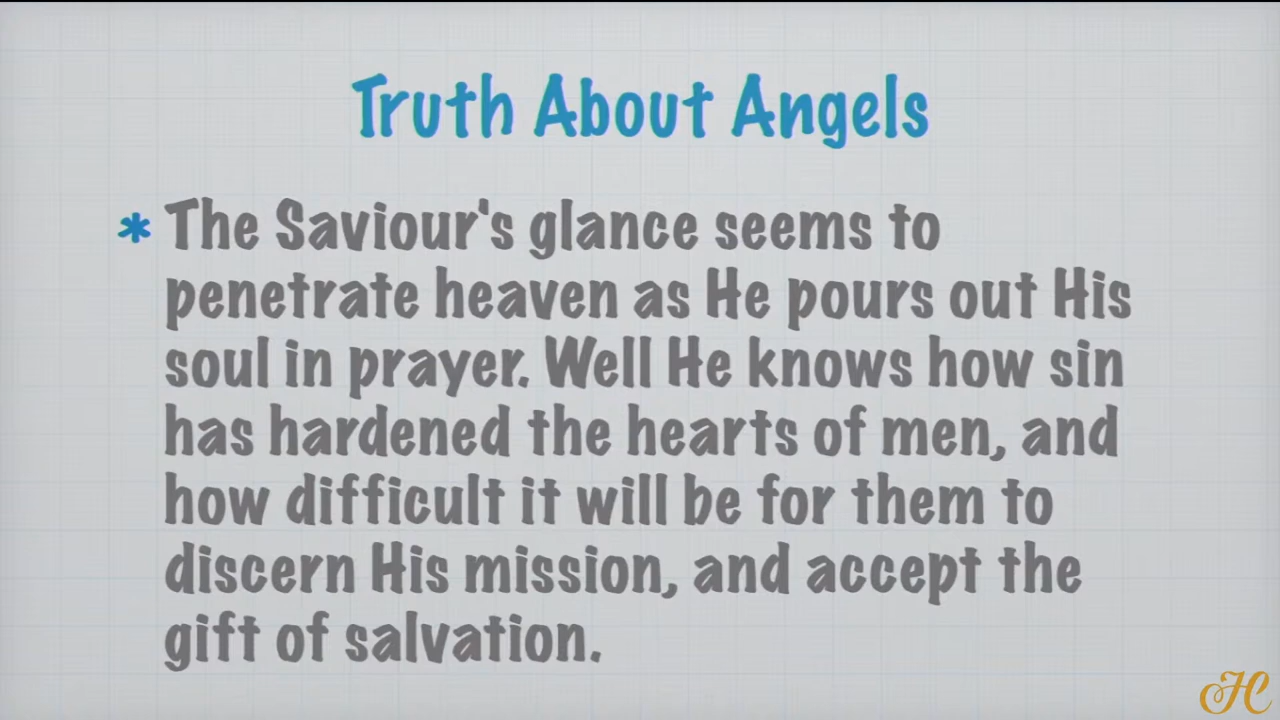 Truth About Angels
* The Saviour's glance seems to
penetrate heaven as He pours out His
soul in prayer. Well He knows how sin
has hardened the hearts of men, and
how difficult it will be for them to
discern His mission, and accept the
gift of salvation.
HC